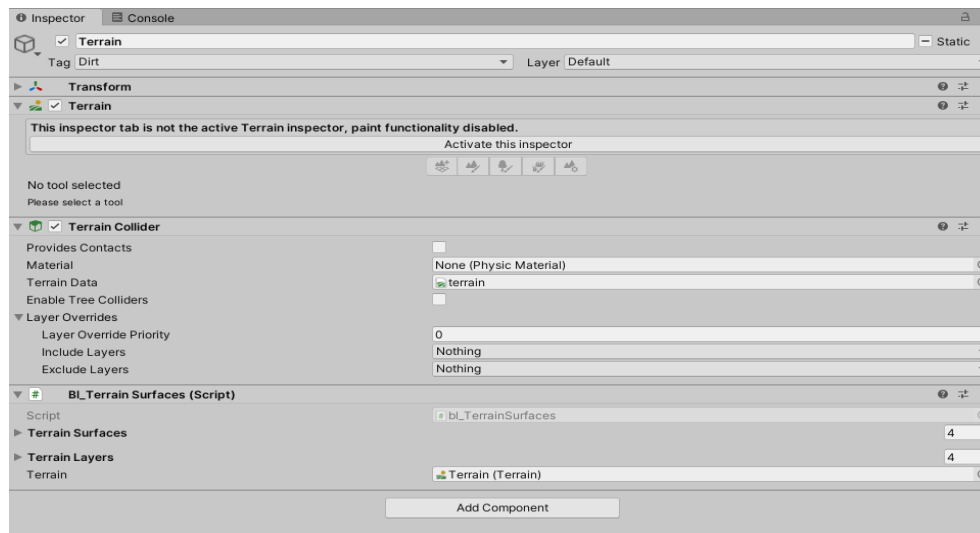 Inspector Console
Terrain Static
Tag Dirt Layer Default
Transform
Terrain
This inspector tab is not the active Terrain inspector, paint functionality disabled.
Activate this inspector
No tool selected
Please select a tool
Terrain Collider
Provides Contacts
Material None (Physic Material)
Terrain Data terrain
Enable Tree Colliders
Layer Overrides
Layer Override Priority 0
Include Layers Nothing
Exclude Layers Nothing
# Bl_Terrain Surfaces (Script)
Script # bl_TerrainSurfaces
Terrain Surfaces 4
Terrain Layers 4
Terrain Terrain (Terrain)
Add Component